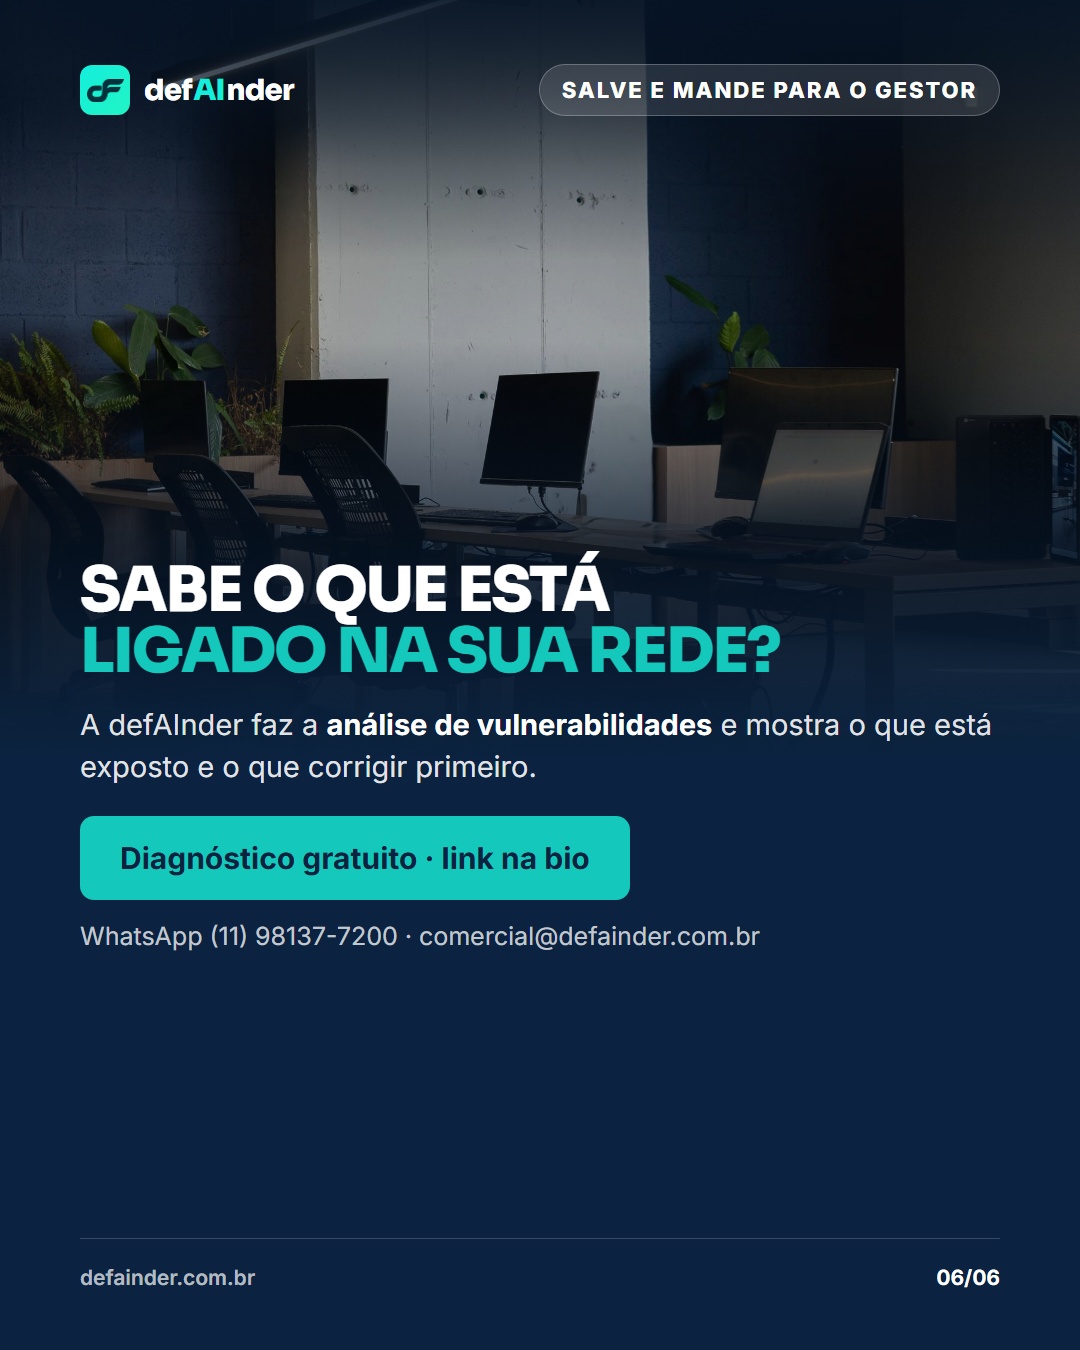 defAInder
SALVE E MANDE PARA O GESTOR
SABE O QUE ESTÁ
LIGADO NA SUA REDE?
A defAInder faz a análise de vulnerabilidades e mostra o que está
exposto e o que corrigir primeiro.
Diagnóstico gratuito · link na bio
WhatsApp (11) 98137-7200 · comercial@defainder.com.br
defainder.com.br
06/06